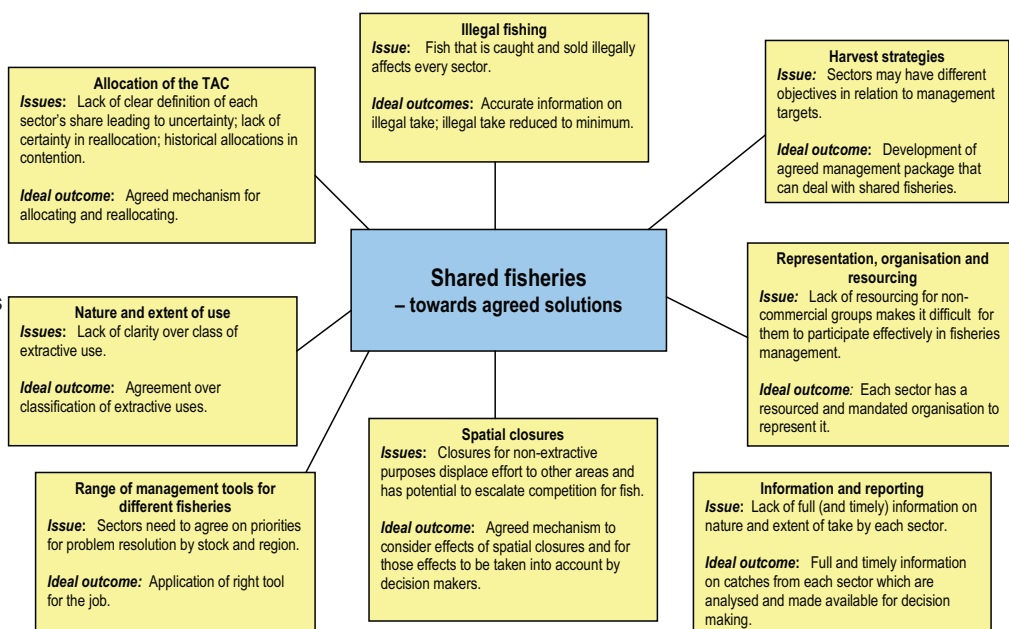 Illegal fishing
Issue: Fish that is caught and sold illegally
affects every sector.
Ideal outcomes: Accurate information on
illegal take; illegal take reduced to minimum.
Allocation of the TAC
Issues: Lack of clear definition of each
sector's share leading to uncertainty; lack of
certainty in reallocation; historical allocations in
contention.
Ideal outcome: Agreed mechanism for
allocating and reallocating.
Harvest strategies
Issue: Sectors may have different
objectives in relation to management
targets.
Ideal outcome: Development of
agreed management package that
can deal with shared fisheries.
Shared fisheries
– towards agreed solutions
Nature and extent of use
Issues: Lack of clarity over class of
extractive use.
Ideal outcome: Agreement over
classification of extractive uses.
Representation, organisation and
resourcing
Issue: Lack of resourcing for non-
commercial groups makes it difficult for
them to participate effectively in fisheries
management.
Ideal outcome: Each sector has a
resourced and mandated organisation to
represent it.
Range of management tools for
different fisheries
Issue: Sectors need to agree on priorities
for problem resolution by stock and region.
Ideal outcome: Application of right tool
for the job.
Spatial closures
Issues: Closures for non-extractive
purposes displace effort to other areas and
has potential to escalate competition for fish.
Ideal outcome: Agreed mechanism to
consider effects of spatial closures and for
those effects to be taken into account by
decision makers.
Information and reporting
Issue: Lack of full (and timely) information on
nature and extent of take by each sector.
Ideal outcome: Full and timely information
on catches from each sector which are
analysed and made available for decision
making.